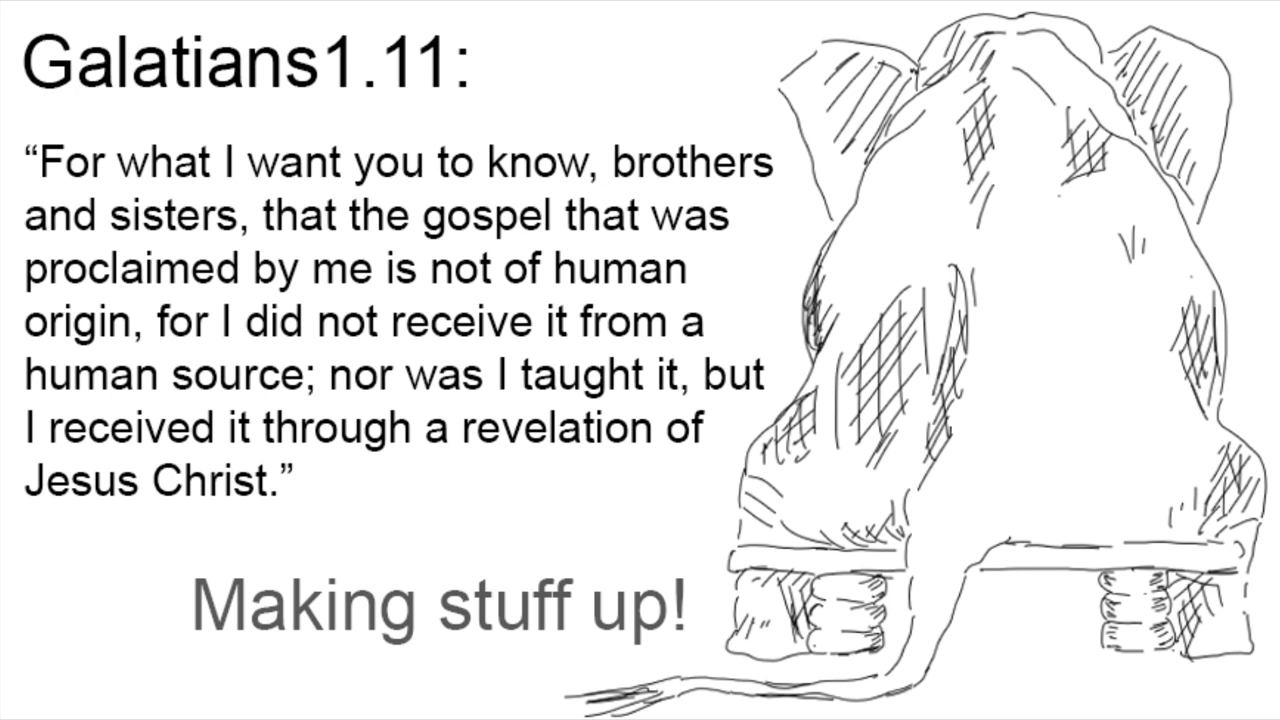 Galatians1.11:
“For what I want you to know, brothers
and sisters, that the gospel that was
proclaimed by me is not of human
origin, for I did not receive it from a
human source; nor was I taught it, but
I received it through a revelation of
Jesus Christ.”
Making stuff up!